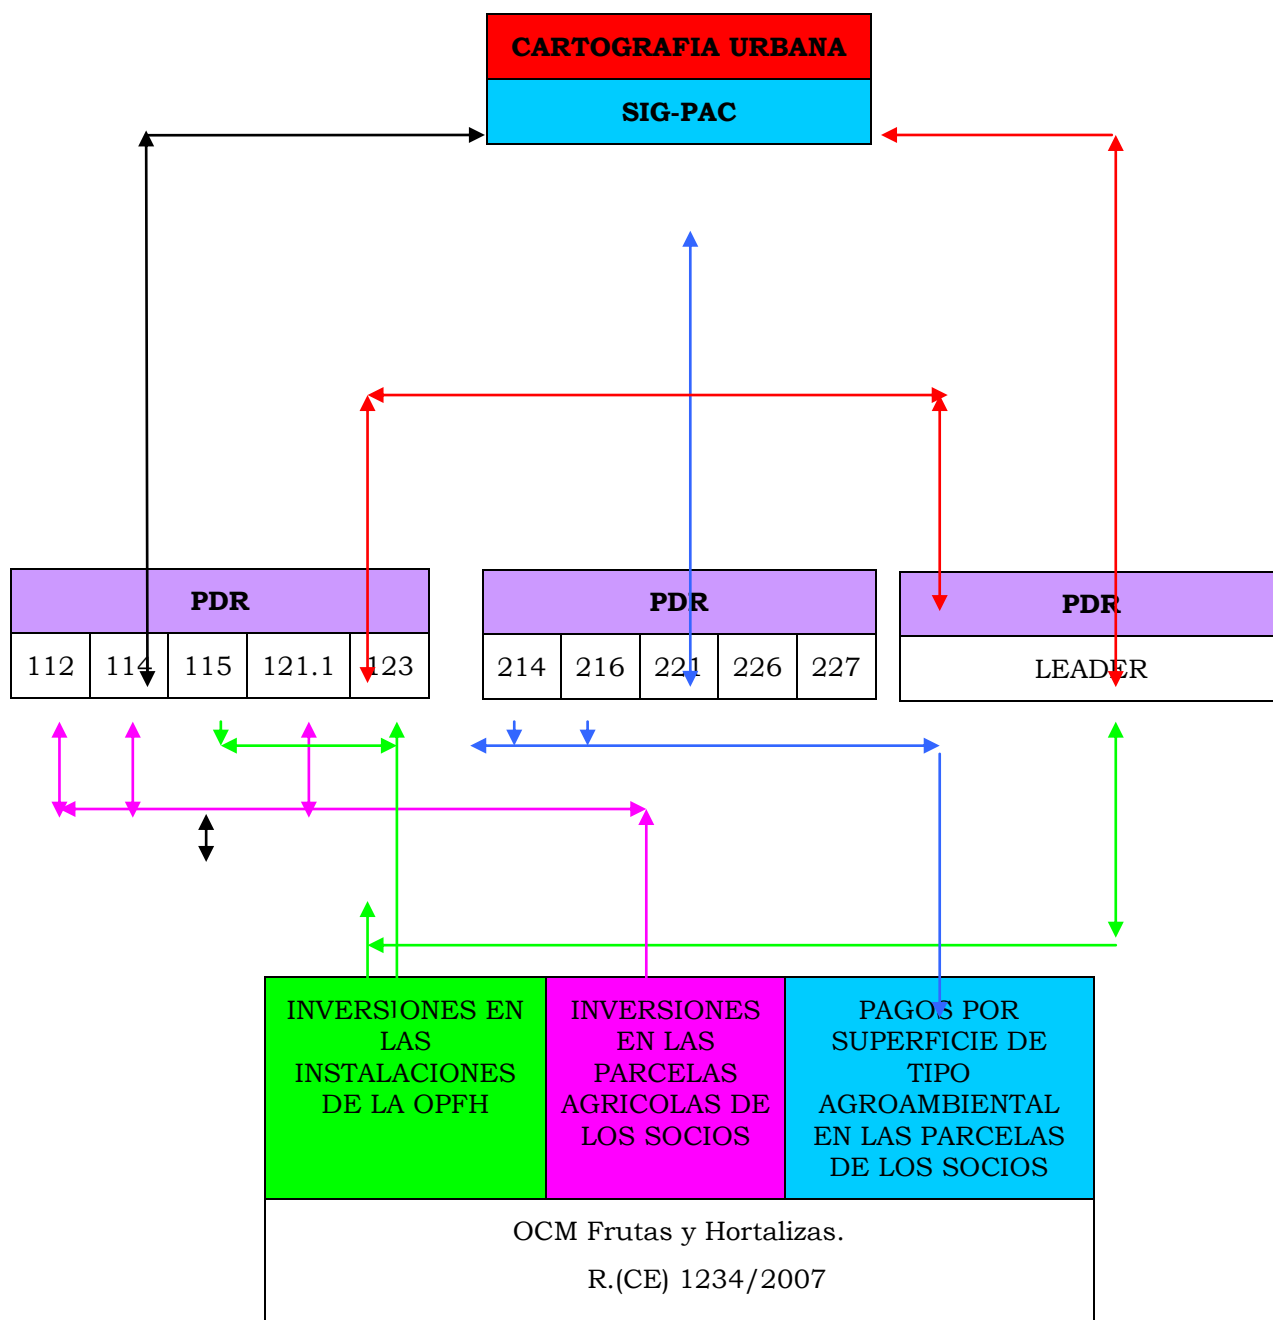 CARTOGRAFIA URBANA
SIG-PAC
PDR
112 114 115 121.1 123
PDR
214 216 221 226 227
PDR
LEADER
INVERSIONES EN
LAS
INSTALACIONES
DE LA OPFH
INVERSIONES
EN LAS
PARCELAS
AGRICOLAS DE
LOS SOCIOS
PAGOS POR
SUPERFICIE DE
TIPO
AGROAMBIENTAL
EN LAS PARCELAS
DE LOS SOCIOS
OCM Frutas y Hortalizas.
R.(CE) 1234/2007